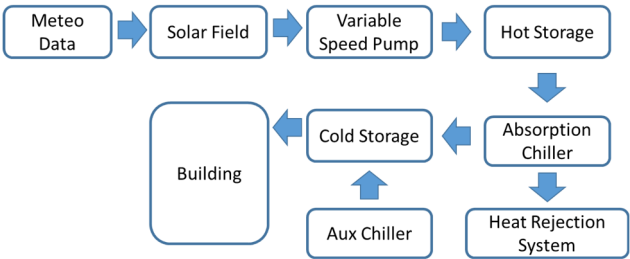 Meteo
Data
Solar Field
Variable
Speed Pump
Hot Storage
Absorption
Chiller
Cold Storage
Building
Aux Chiller
Heat Rejection
System